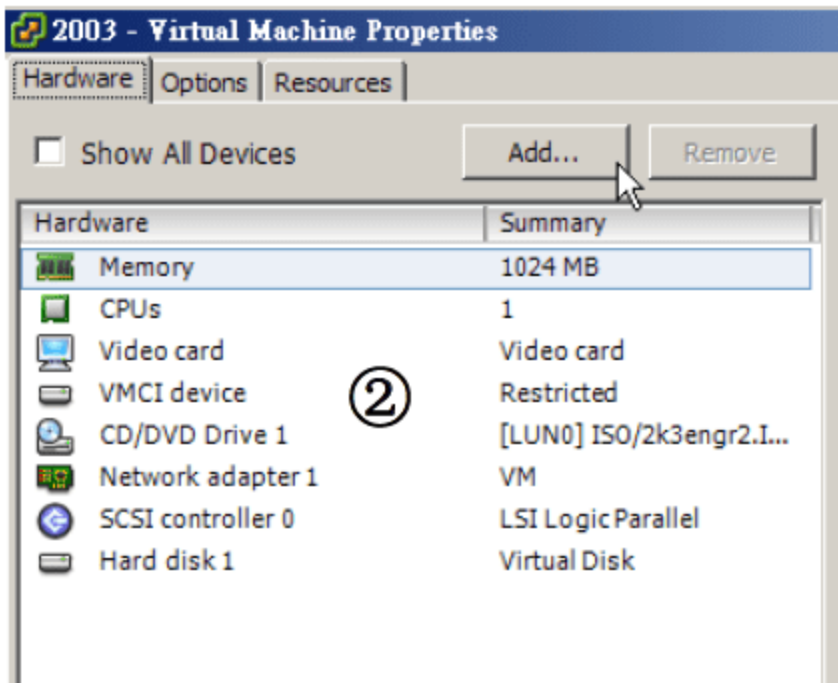 2003 - Virtual Machine Properties
Hardware Options Resources
Show All Devices Add... Remove
Hardware Summary
Memory 1024 MB
CPUs 1
Video card Video card
VMCI device Restricted
②
CD/DVD Drive 1 [LUN0] ISO/2k3engr2.I...
Network adapter 1 VM
SCSI controller 0 LSI Logic Parallel
Hard disk 1 Virtual Disk